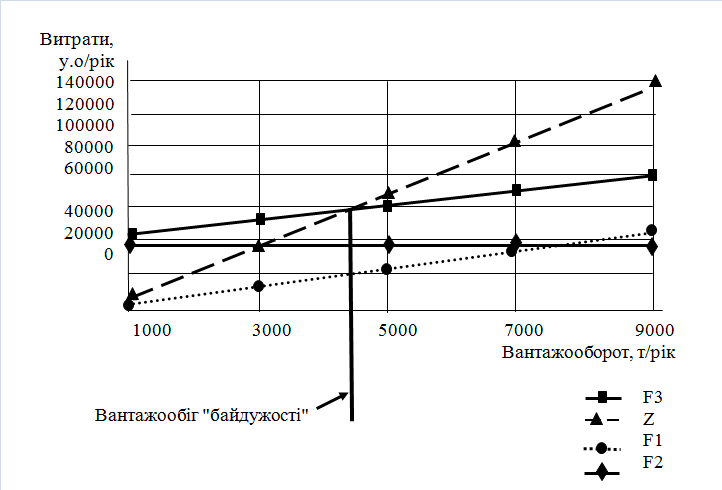 Витрати,
у.о/рік
140000
120000
100000
80000
60000
40000
20000
0
1000 3000 5000 7000 9000
Вантажооборот, т/рік
Вантажообіг "байдужості"
F3
Z
F1
F2